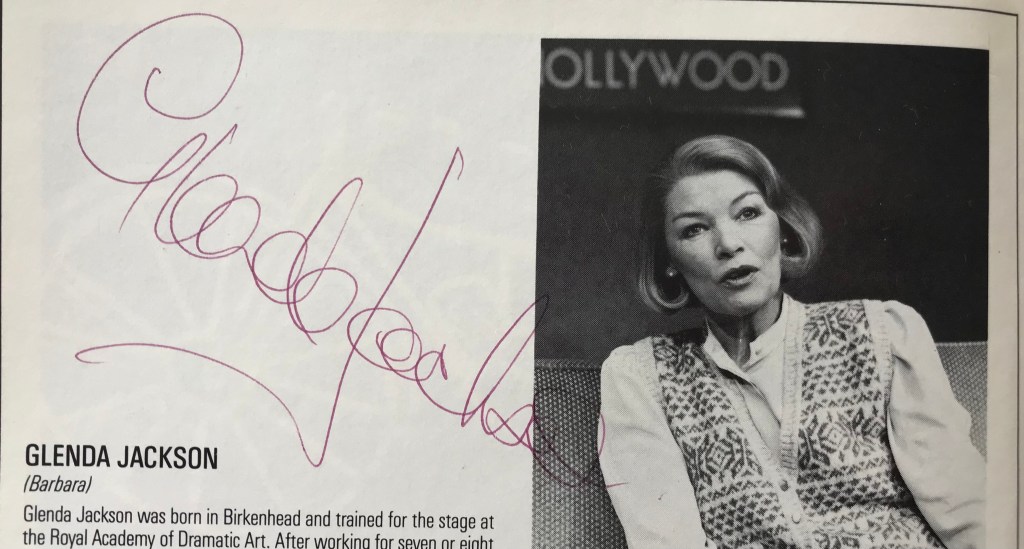 OLLYWOOD
Glenda Jackson
GLENDA JACKSON
(Barbara)
Glenda Jackson was born in Birkenhead and trained for the stage at
the Royal Academy of Dramatic Art. After working for seven or eight